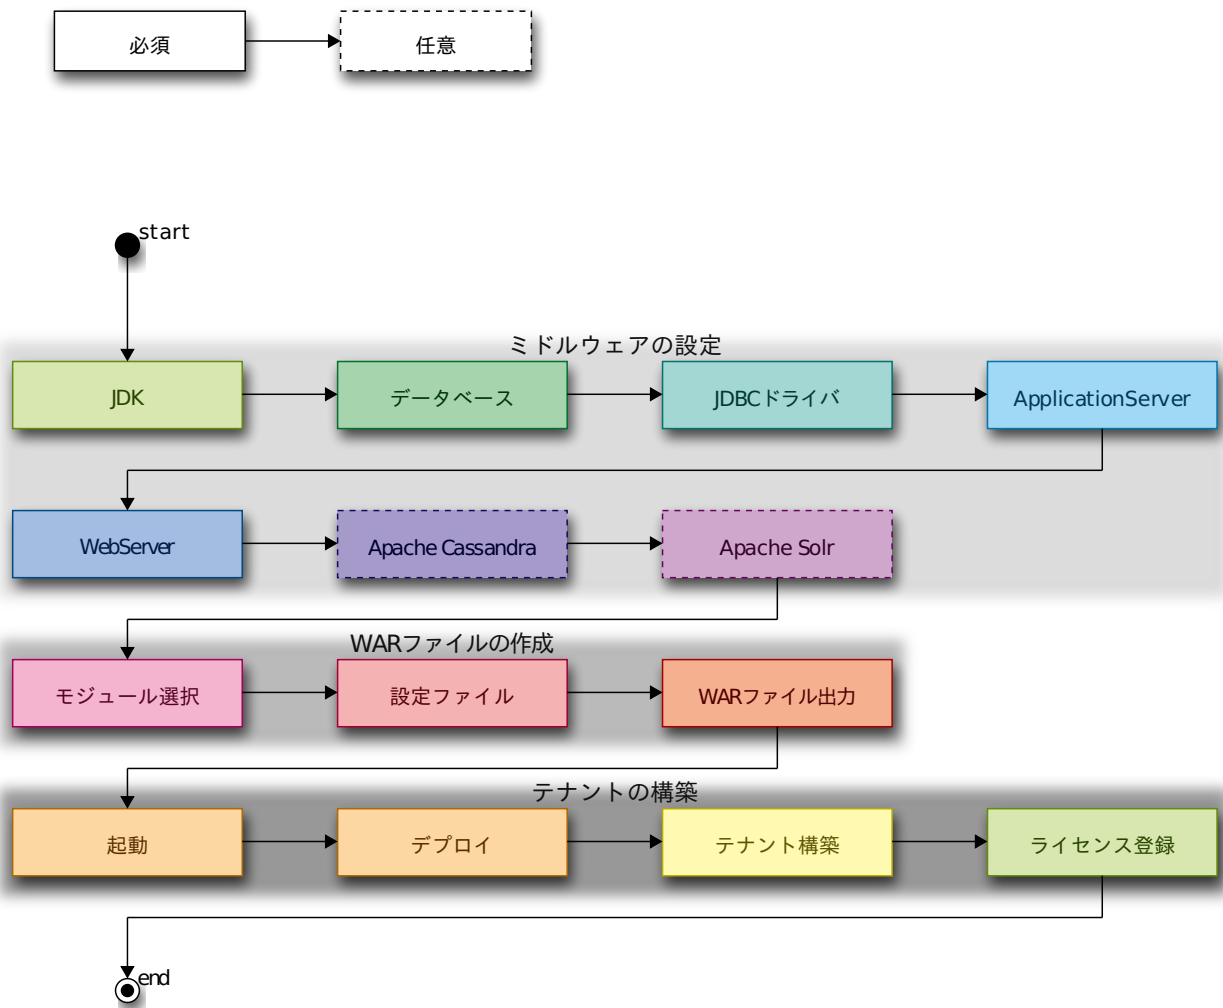 必須
任意
start
ミドルウェアの設定
JDK
データベース
JDBCドライバ
ApplicationServer
WebServer
Apache Cassandra
Apache Solr
WARファイルの作成
モジュール選択
設定ファイル
WARファイル出力
テナントの構築
起動
デプロイ
テナント構築
ライセンス登録
end